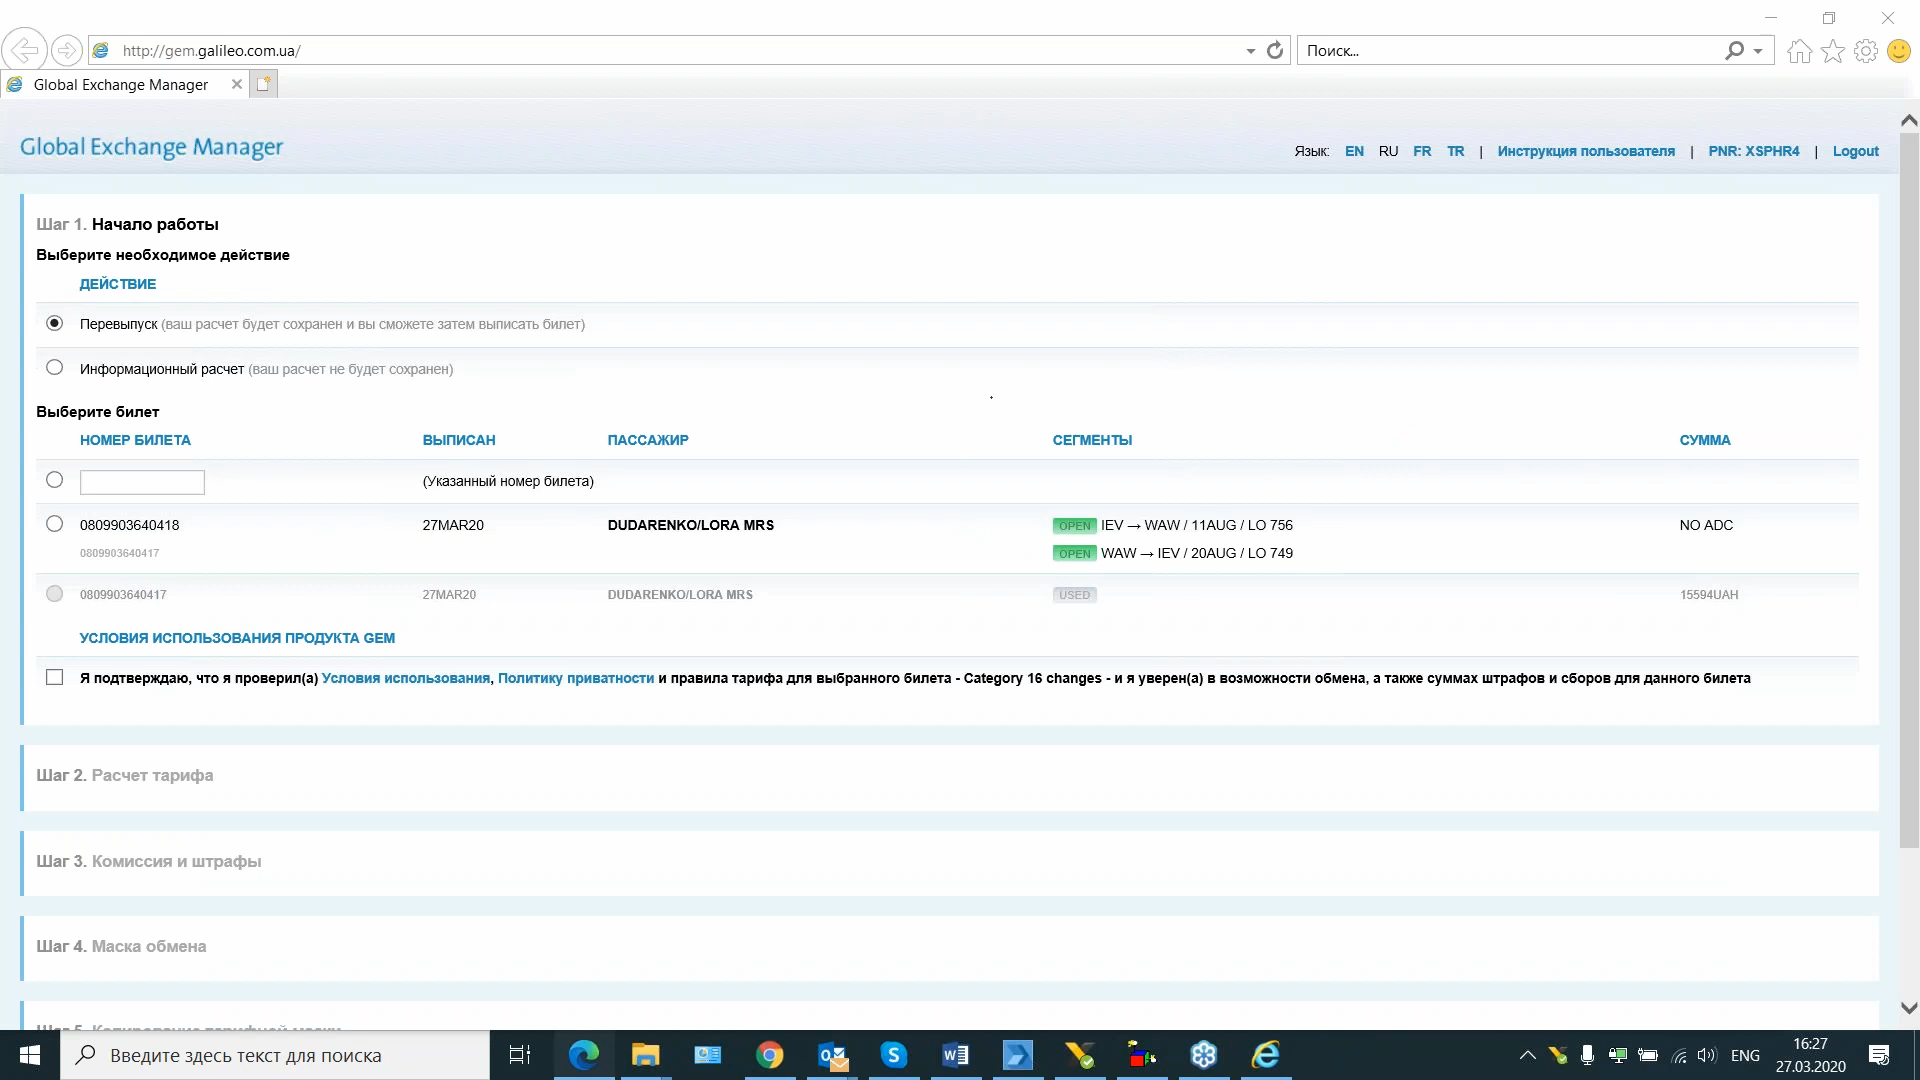 http://gem.galileo.com.ua/
Поиск...
Global Exchange Manager
Global Exchange Manager
Язык: EN RU FR TR | Инструкция пользователя | PNR: XSPHR4 | Logout
Шаг 1. Начало работы
Выберите необходимое действие
ДЕЙСТВИЕ
Перевыпуск (ваш расчет будет сохранен и вы сможете затем выписать билет)
Информационный расчет (ваш расчет не будет сохранен)
Выберите билет
НОМЕР БИЛЕТА ВЫПИСАН ПАССАЖИР СЕГМЕНТЫ СУММА
(Указанный номер билета)
0809903640418 27MAR20 DUDARENKO/LORA MRS OPEN IEV → WAW / 11AUG / LO 756 NO ADC
0809903640417 OPEN WAW → IEV / 20AUG / LO 749
0809903640417 27MAR20 DUDARENKO/LORA MRS USED 15594UAH
УСЛОВИЯ ИСПОЛЬЗОВАНИЯ ПРОДУКТА GEM
Я подтверждаю, что я проверил(а) Условия использования, Политику приватности и правила тарифа для выбранного билета - Category 16 changes - и я уверен(а) в возможности обмена, а также суммах штрафов и сборов для данного билета
Шаг 2. Расчет тарифа
Шаг 3. Комиссия и штрафы
Шаг 4. Маска обмена
Шаг 5. Копирование тарифной маски
Введите здесь текст для поиска
ENG
16:27
27.03.2020